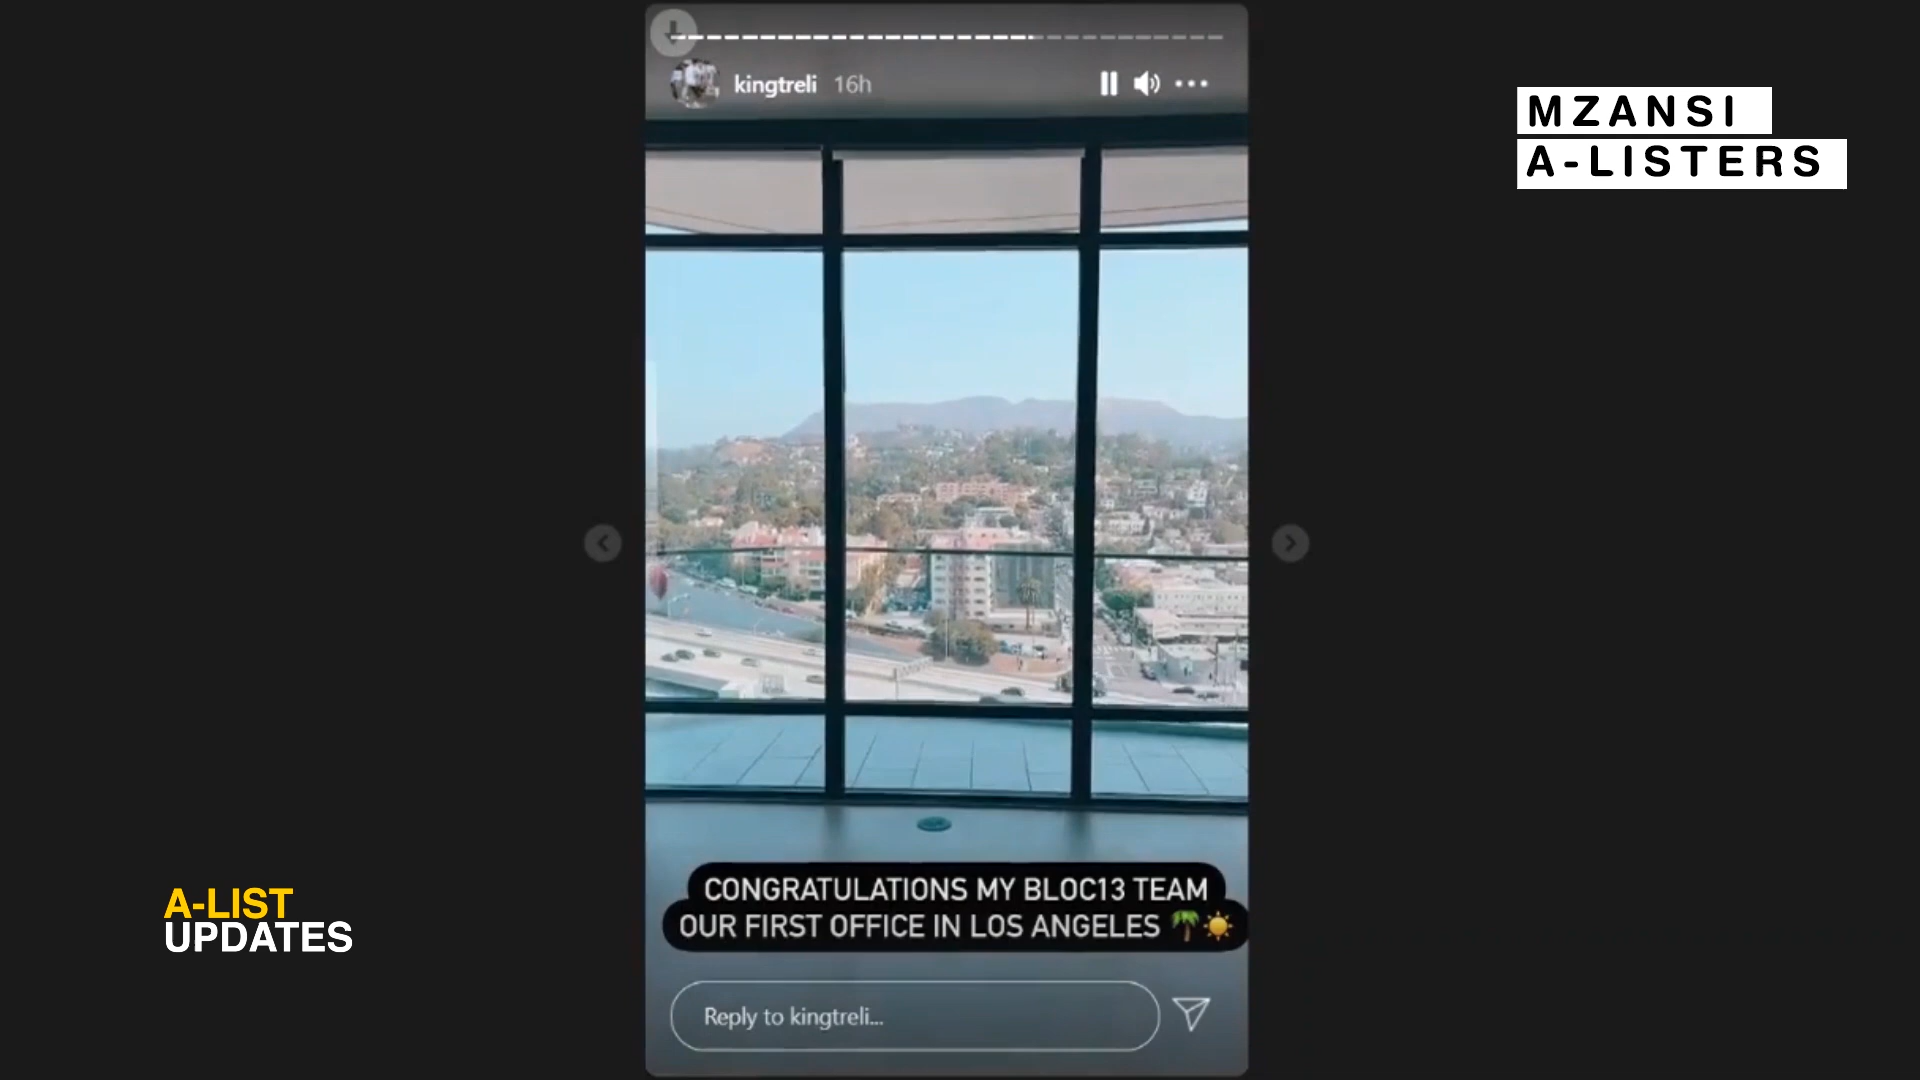 kingtreli 16h
MZANSI
A-LISTERS
CONGRATULATIONS MY BLOC13 TEAM
OUR FIRST OFFICE IN LOS ANGELES 🌴☀️
A-LIST
UPDATES
Reply to kingtreli...